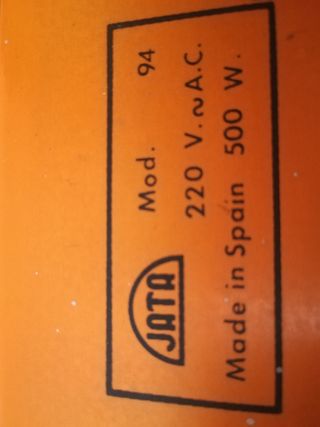 JATA Mod. 94
220 V.~A.C.
Made in Spain 500 W.